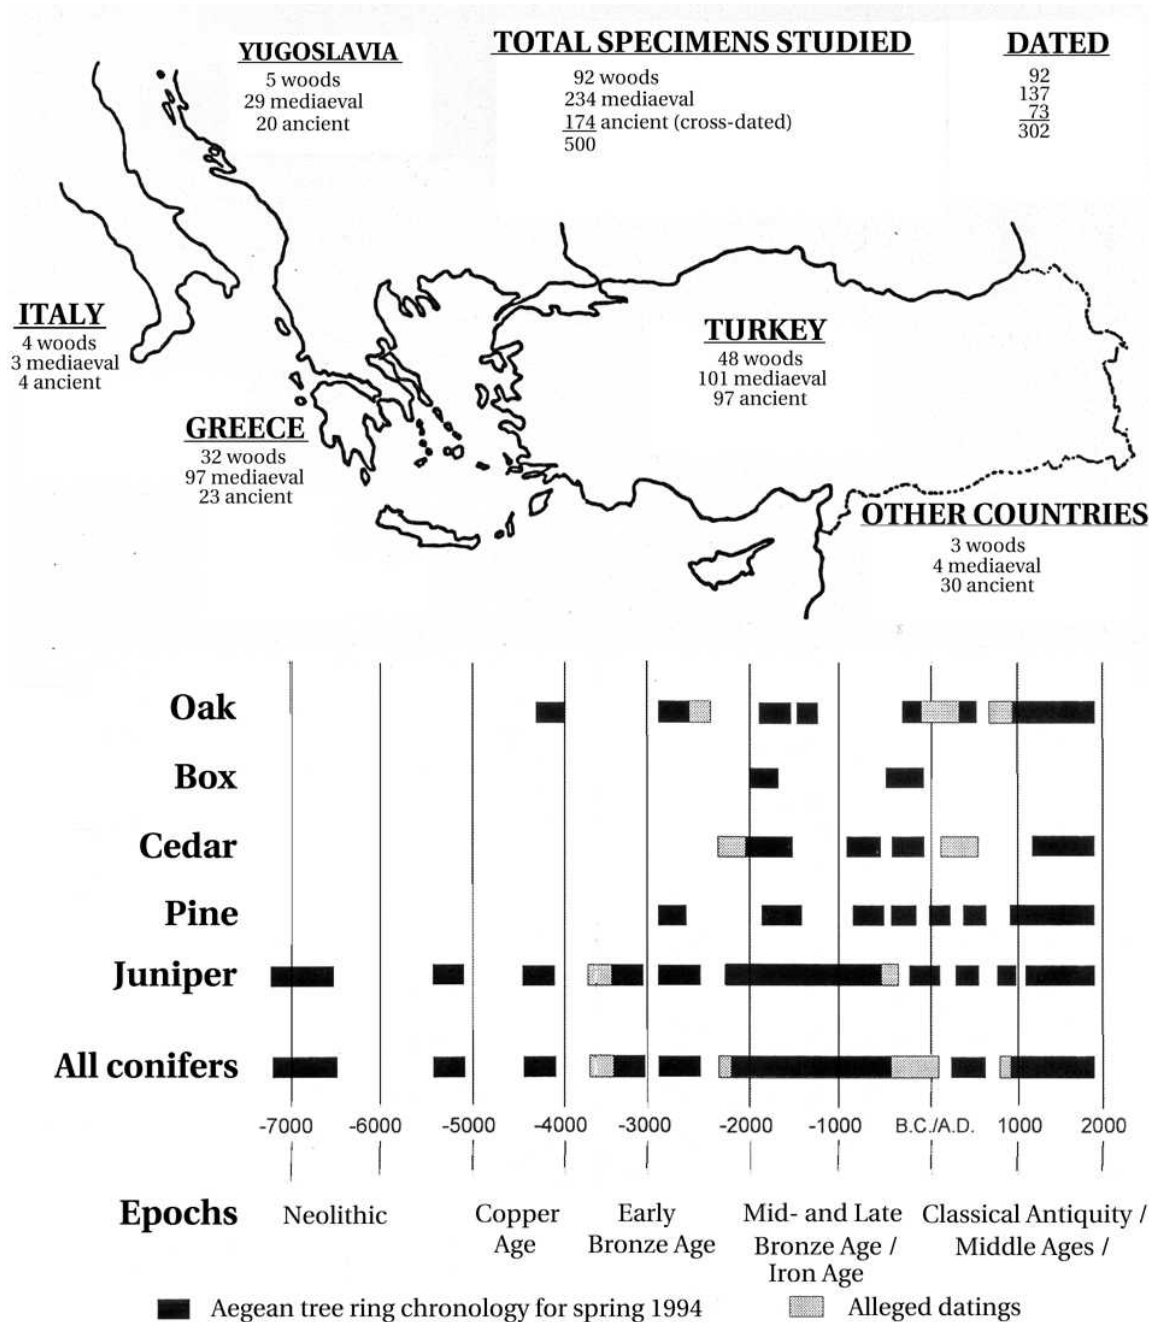 YUGOSLAVIA
5 woods
29 mediaeval
20 ancient
TOTAL SPECIMENS STUDIED
92 woods
234 mediaeval
174 ancient (cross-dated)
500
DATED
92
137
73
302
ITALY
4 woods
3 mediaeval
4 ancient
GREECE
32 woods
97 mediaeval
23 ancient
TURKEY
48 woods
101 mediaeval
97 ancient
OTHER COUNTRIES
3 woods
4 mediaeval
30 ancient
Oak
Box
Cedar
Pine
Juniper
All conifers
-7000 -6000 -5000 -4000 -3000 -2000 -1000 B.C./A.D. 1000 2000
Epochs
Neolithic
Copper
Age
Early
Bronze Age
Mid- and Late
Bronze Age /
Iron Age
Classical Antiquity /
Middle Ages /
Aegean tree ring chronology for spring 1994
Alleged datings